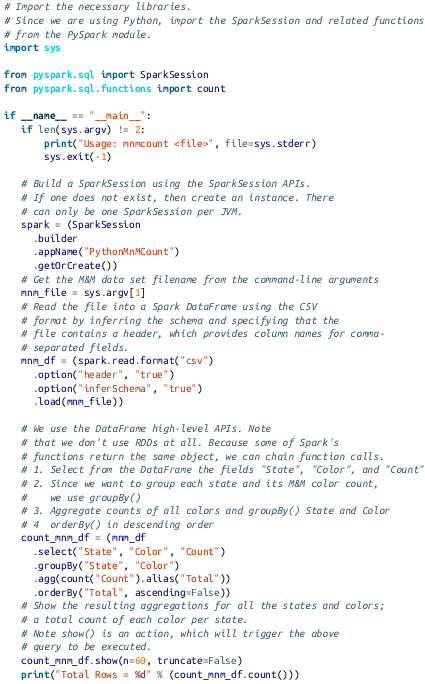 # Import the necessary libraries.
# Since we are using Python, import the SparkSession and related functions
# from the PySpark module.
import sys

from pyspark.sql import SparkSession
from pyspark.sql.functions import count

if __name__ == "__main__":
   if len(sys.argv) != 2:
       print("Usage: mnmcount <file>", file=sys.stderr)
       sys.exit(-1)

   # Build a SparkSession using the SparkSession APIs.
   # If one does not exist, then create an instance. There
   # can only be one SparkSession per JVM.
   spark = (SparkSession
     .builder
     .appName("PythonMnMCount")
     .getOrCreate())
   # Get the M&M data set filename from the command-line arguments
   mnm_file = sys.argv[1]
   # Read the file into a Spark DataFrame using the CSV
   # format by inferring the schema and specifying that the
   # file contains a header, which provides column names for comma-
   # separated fields.
   mnm_df = (spark.read.format("csv")
     .option("header", "true")
     .option("inferSchema", "true")
     .load(mnm_file))

   # We use the DataFrame high-level APIs. Note
   # that we don't use RDDs at all. Because some of Spark's
   # functions return the same object, we can chain function calls.
   # 1. Select from the DataFrame the fields "State", "Color", and "Count"
   # 2. Since we want to group each state and its M&M color count,
   #    we use groupBy()
   # 3. Aggregate counts of all colors and groupBy() State and Color
   # 4  orderBy() in descending order
   count_mnm_df = (mnm_df
     .select("State", "Color", "Count")
     .groupBy("State", "Color")
     .agg(count("Count").alias("Total"))
     .orderBy("Total", ascending=False))
   # Show the resulting aggregations for all the states and colors;
   # a total count of each color per state.
   # Note show() is an action, which will trigger the above
   # query to be executed.
   count_mnm_df.show(n=60, truncate=False)
   print("Total Rows = %d" % (count_mnm_df.count()))